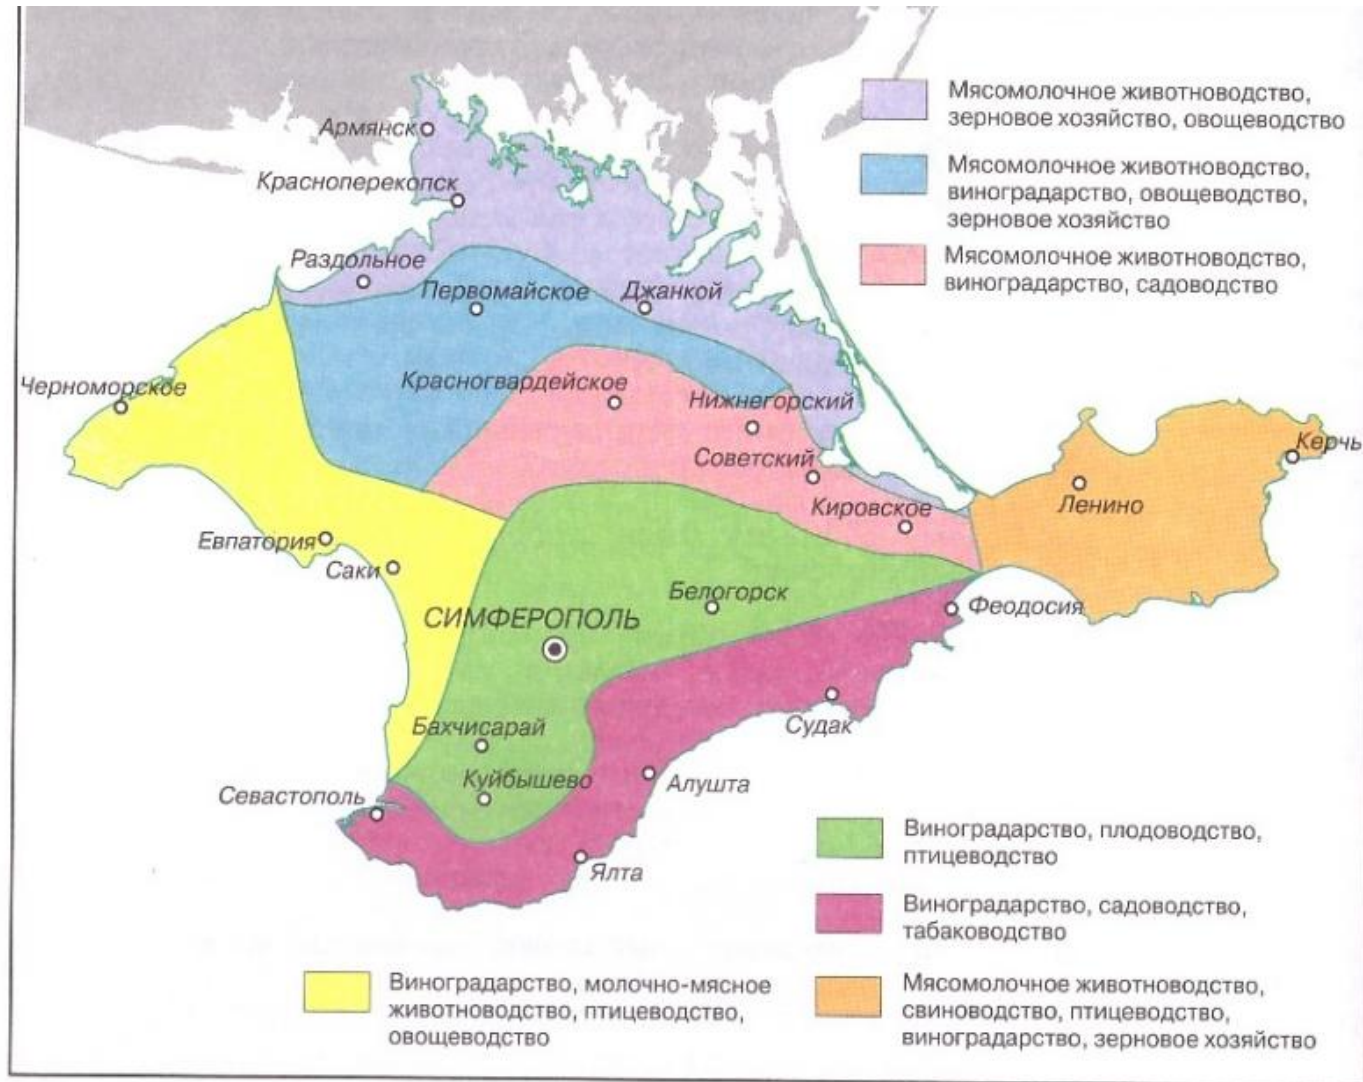 Армянск
Красноперекопск
Раздольное
Первомайское
Джанкой
Черноморское
Красногвардейское
Нижнегорский
Советский
Кировское
Керчь
Ленино
Евпатория
Саки
Белогорск
СИМФЕРОПОЛЬ
Феодосия
Бахчисарай
Судак
Куйбышево
Севастополь
Алушта
Ялта
Мясомолочное животноводство,
зерновое хозяйство, овощеводство
Мясомолочное животноводство,
виноградарство, овощеводство,
зерновое хозяйство
Мясомолочное животноводство,
виноградарство, садоводство
Виноградарство, плодоводство,
птицеводство
Виноградарство, садоводство,
табаководство
Виноградарство, молочно-мясное
животноводство, птицеводство,
овощеводство
Мясомолочное животноводство,
свиноводство, птицеводство,
виноградарство, зерновое хозяйство